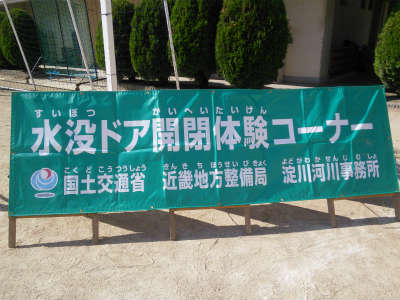 すいぼつ かいへいたいけん
水没ドア開閉体験コーナー
こくどこうつうしょう きんきちほうせいびきょく よどがわかせんじむしょ
国土交通省 近畿地方整備局 淀川河川事務所